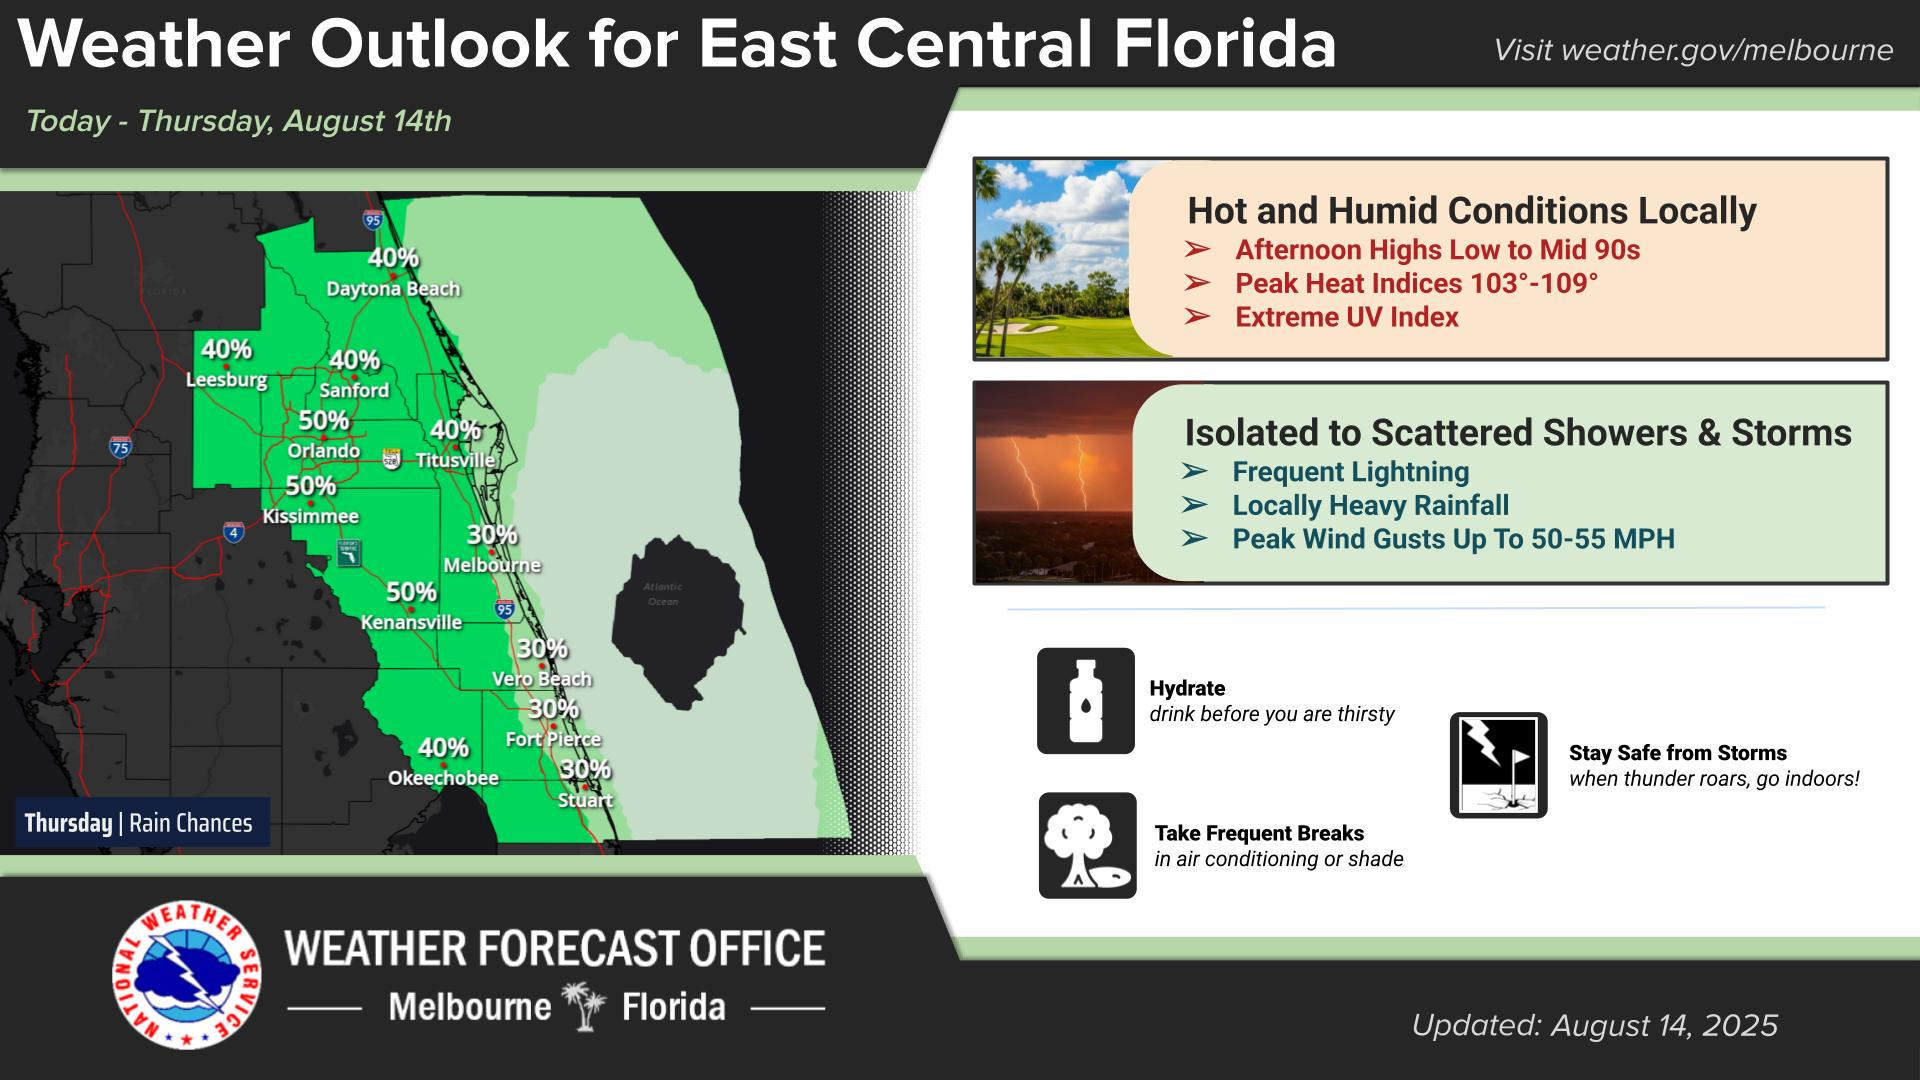 Weather Outlook for East Central Florida
Visit weather.gov/melbourne
Today - Thursday, August 14th
95
40%
Daytona Beach
FLORIDA
40%
Leesburg
40%
Sanford
50%
Orlando
40%
Titusville
75
528
50%
Kissimmee
4
30%
Melbourne
50%
Kenansville
95
Atlantic
Ocean
30%
Vero Beach
30%
Fort Pierce
40%
Okeechobee
30%
Stuart
Thursday | Rain Chances
Hot and Humid Conditions Locally
➢ Afternoon Highs Low to Mid 90s
➢ Peak Heat Indices 103°-109°
➢ Extreme UV Index
Isolated to Scattered Showers & Storms
➢ Frequent Lightning
➢ Locally Heavy Rainfall
➢ Peak Wind Gusts Up To 50-55 MPH
Hydrate
drink before you are thirsty
Stay Safe from Storms
when thunder roars, go indoors!
Take Frequent Breaks
in air conditioning or shade
NATIONAL WEATHER SERVICE
WEATHER FORECAST OFFICE
Melbourne Florida
Updated: August 14, 2025